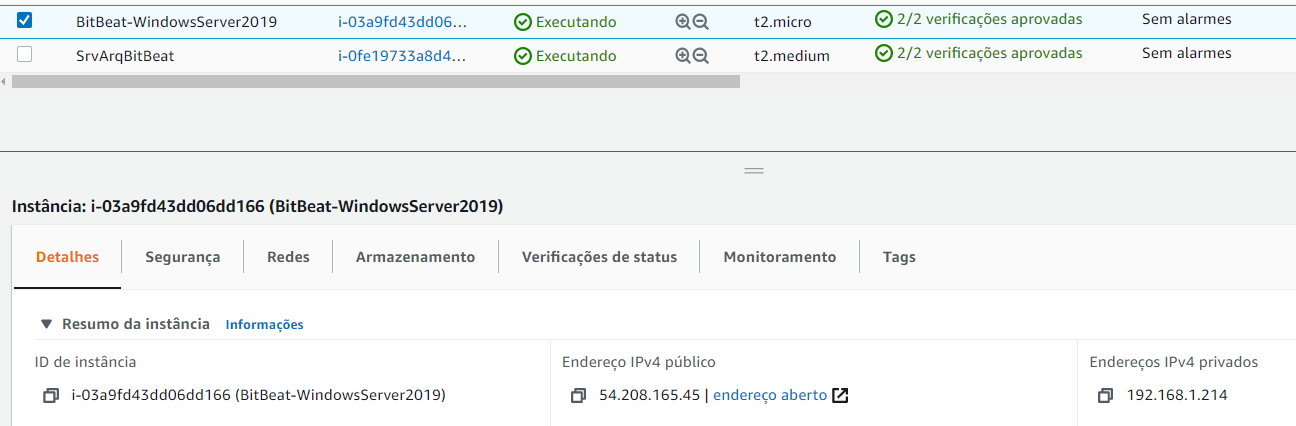 BitBeat-WindowsServer2019 i-03a9fd43dd06... Executando t2.micro 2/2 verificações aprovadas Sem alarmes
SrvArqBitBeat i-0fe19733a8d4... Executando t2.medium 2/2 verificações aprovadas Sem alarmes
Instância: i-03a9fd43dd06dd166 (BitBeat-WindowsServer2019)
Detalhes Segurança Redes Armazenamento Verificações de status Monitoramento Tags
Resumo da instância Informações
ID de instância Endereço IPv4 público Endereços IPv4 privados
i-03a9fd43dd06dd166 (BitBeat-WindowsServer2019) 54.208.165.45 | endereço aberto 192.168.1.214